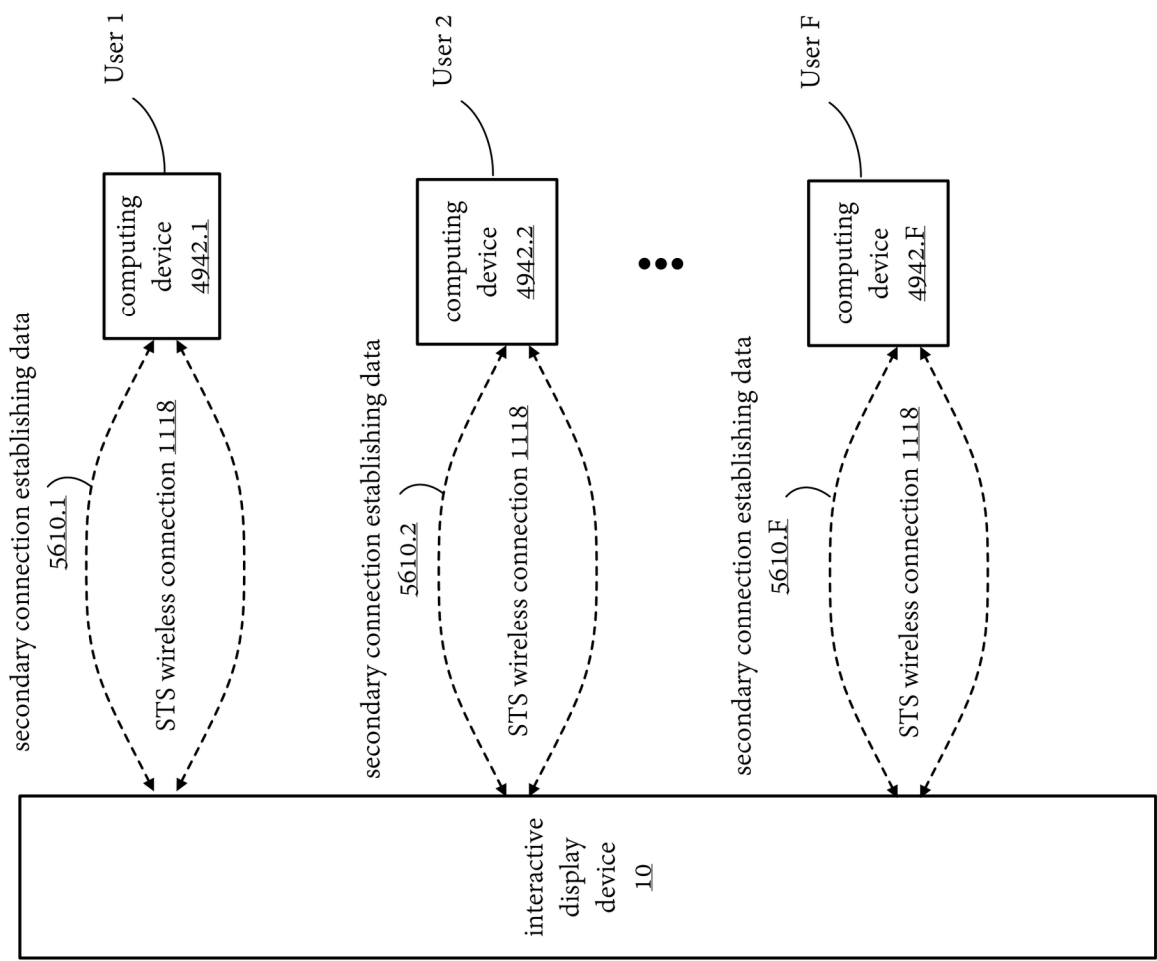 secondary connection establishing data
5610.1
STS wireless connection 1118
computing
device
4942.1
User 1
secondary connection establishing data
5610.2
STS wireless connection 1118
computing
device
4942.2
User 2
secondary connection establishing data
5610.F
STS wireless connection 1118
computing
device
4942.F
User F
interactive
display
device
10